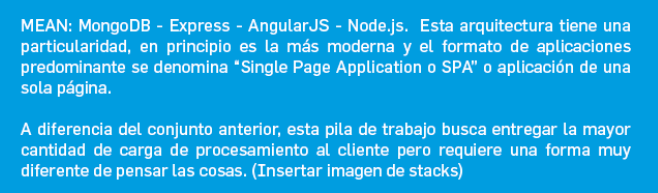 MEAN: MongoDB - Express - AngularJS - Node.js. Esta arquitectura tiene una
particularidad, en principio es la más moderna y el formato de aplicaciones
predominante se denomina "Single Page Application o SPA" o aplicación de una
sola página.
A diferencia del conjunto anterior, esta pila de trabajo busca entregar la mayor
cantidad de carga de procesamiento al cliente pero requiere una forma muy
diferente de pensar las cosas. (Insertar imagen de stacks)